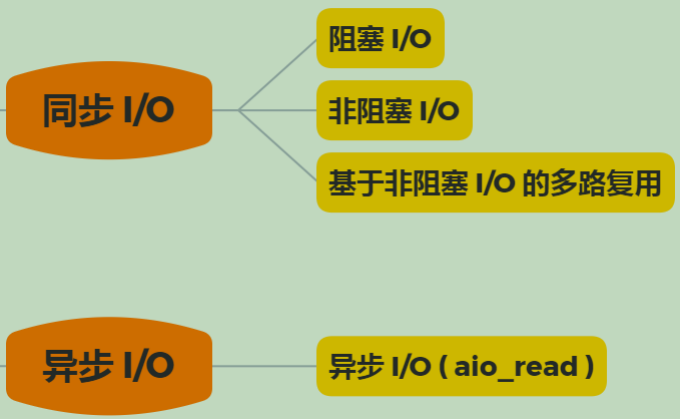 同步 I/O
阻塞 I/O
非阻塞 I/O
基于非阻塞 I/O 的多路复用
异步 I/O
异步 I/O ( aio_read )